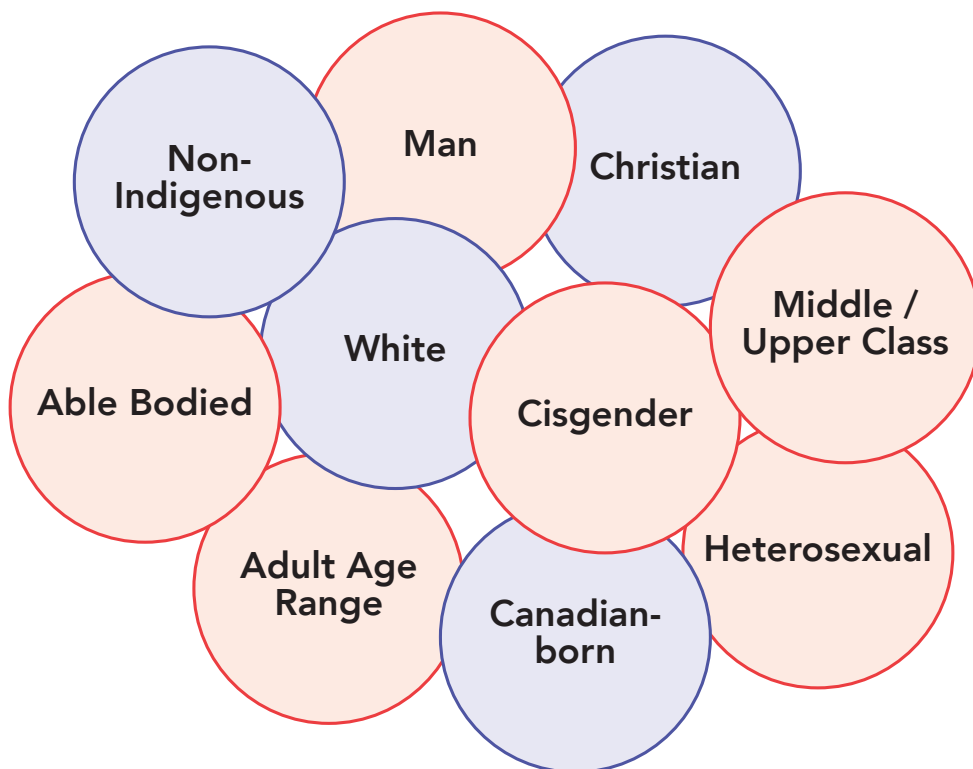 Man
Non-
Indigenous
Christian
Middle /
Upper Class
White
Able Bodied
Cisgender
Heterosexual
Adult Age
Range
Canadian-
born